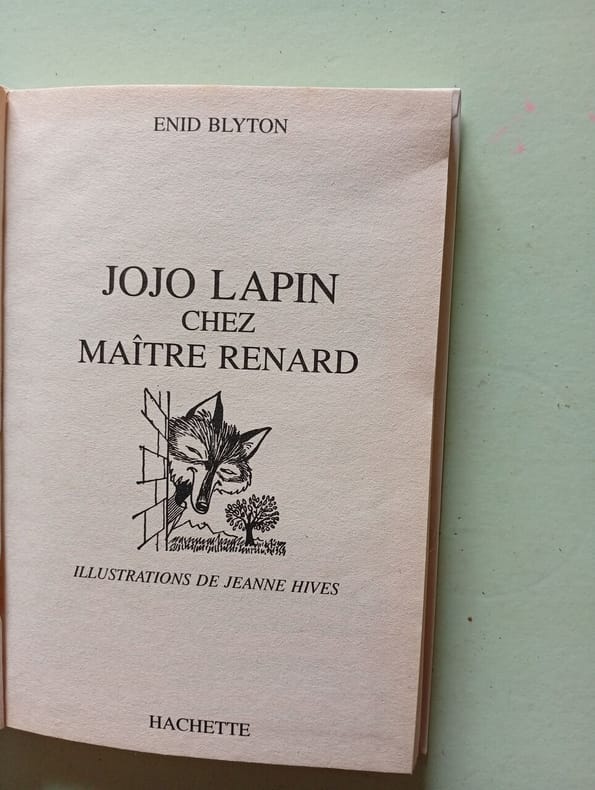 ENID BLYTON
JOJO LAPIN
CHEZ
MAÎTRE RENARD
ILLUSTRATIONS DE JEANNE HIVES
HACHETTE